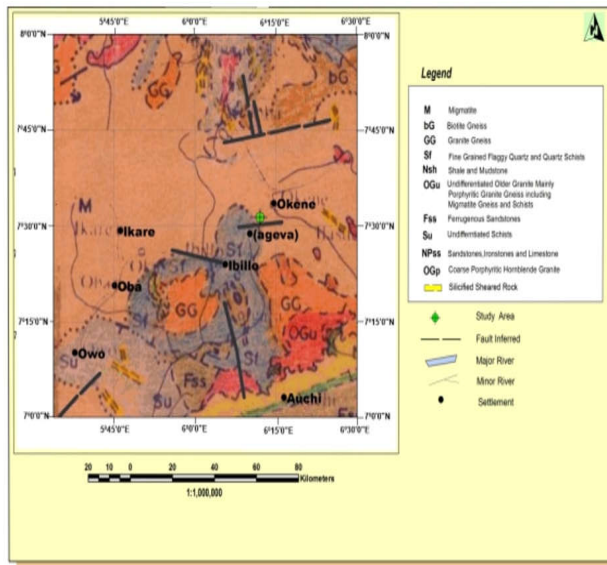 5°45'0"E 6°0'0"E 6°15'0"E 6°30'0"E
8°0'0"N 8°0'0"N
7°45'0"N 7°45'0"N
7°30'0"N 7°30'0"N
7°15'0"N 7°15'0"N
7°0'0"N 7°0'0"N
5°45'0"E 6°0'0"E 6°15'0"E 6°30'0"E
GG
GG
bG
M
Okene
Ikare
(ageva)
Sf
Ibillo
Oba
GG
GG
OGu
Sf
Su
Owo
Fss
Su
Auchi
20 10 0 20 40 60 80
Kilometers
1:1,000,000
Legend
M Migmatite
bG Biotite Gneiss
GG Granite Gneiss
Sf Fine Grained Flaggy Quartz and Quartz Schists
Nsh Shale and Mudstone
OGu Undifferentiated Older Granite Mainly
Porphyritic Granite Gneiss including
Migmatite Gneiss and Schists
Fss Ferrugenous Sandstones
Su Undifferntiated Schists
NPss Sandstones,Ironstones and Limestone
OGp Coarse Porphyritic Hornblende Granite
Silicified Sheared Rock
Study Area
Fault Inferred
Major River
Minor River
Settlement